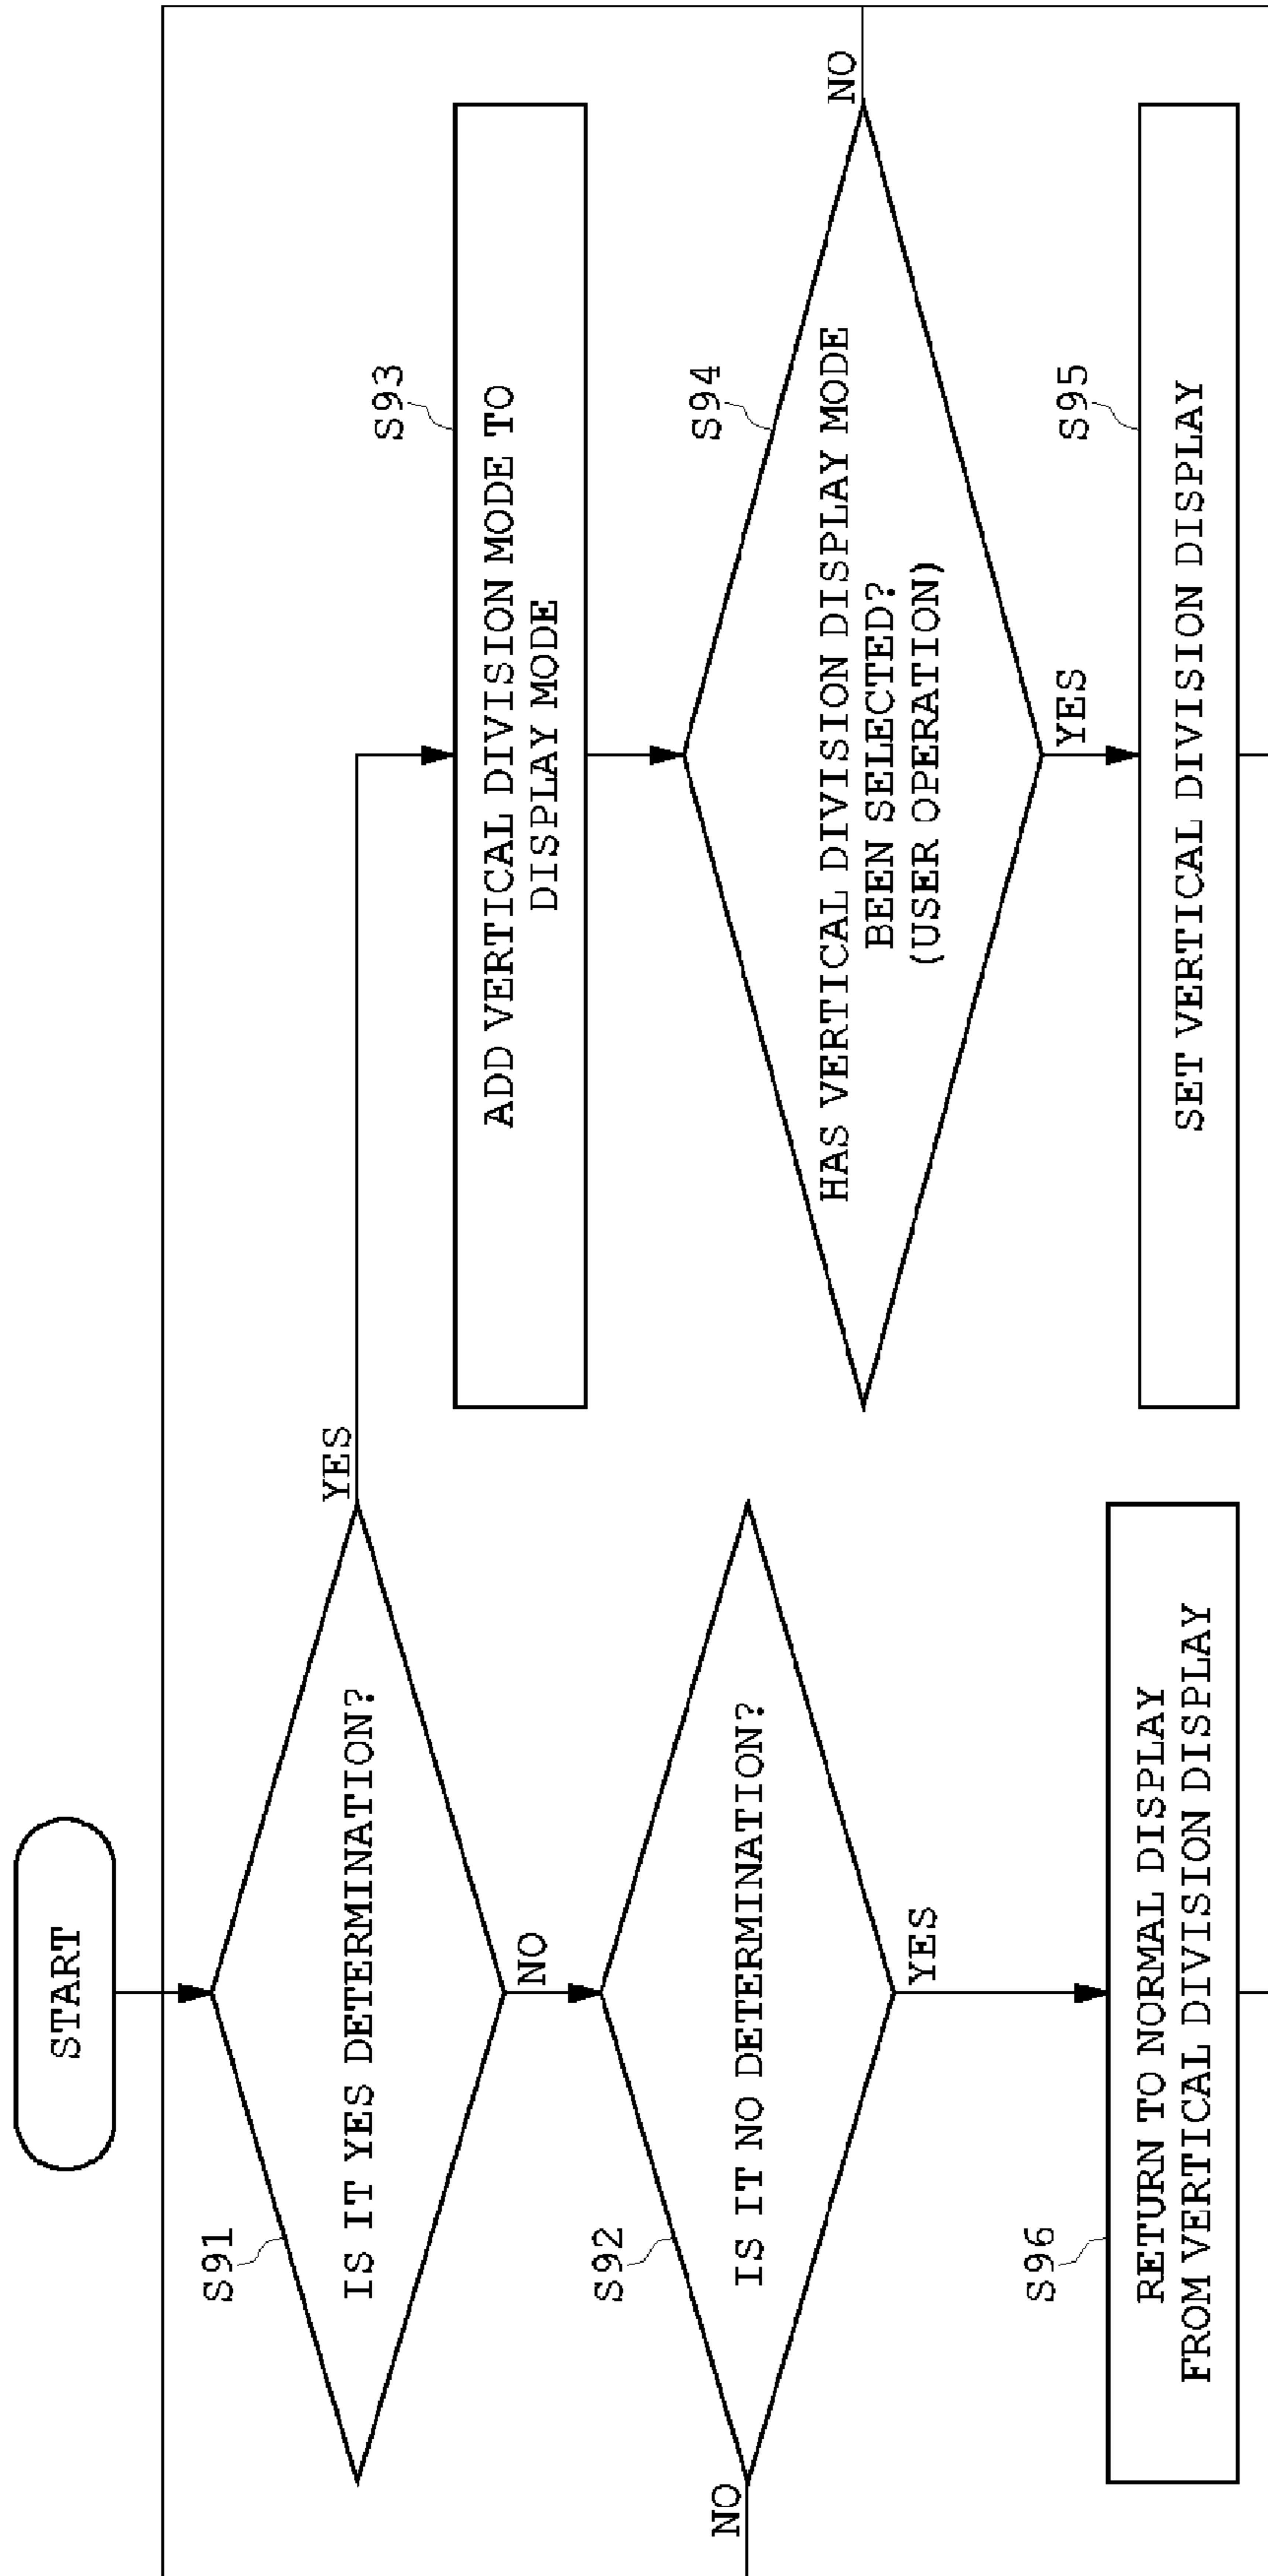 START
S91
IS IT YES DETERMINATION?
YES
NO
S92
IS IT NO DETERMINATION?
NO
YES
S96
RETURN TO NORMAL DISPLAY
FROM VERTICAL DIVISION DISPLAY
S93
ADD VERTICAL DIVISION MODE TO
DISPLAY MODE
S94
HAS VERTICAL DIVISION DISPLAY MODE
BEEN SELECTED?
(USER OPERATION)
NO
YES
S95
SET VERTICAL DIVISION DISPLAY